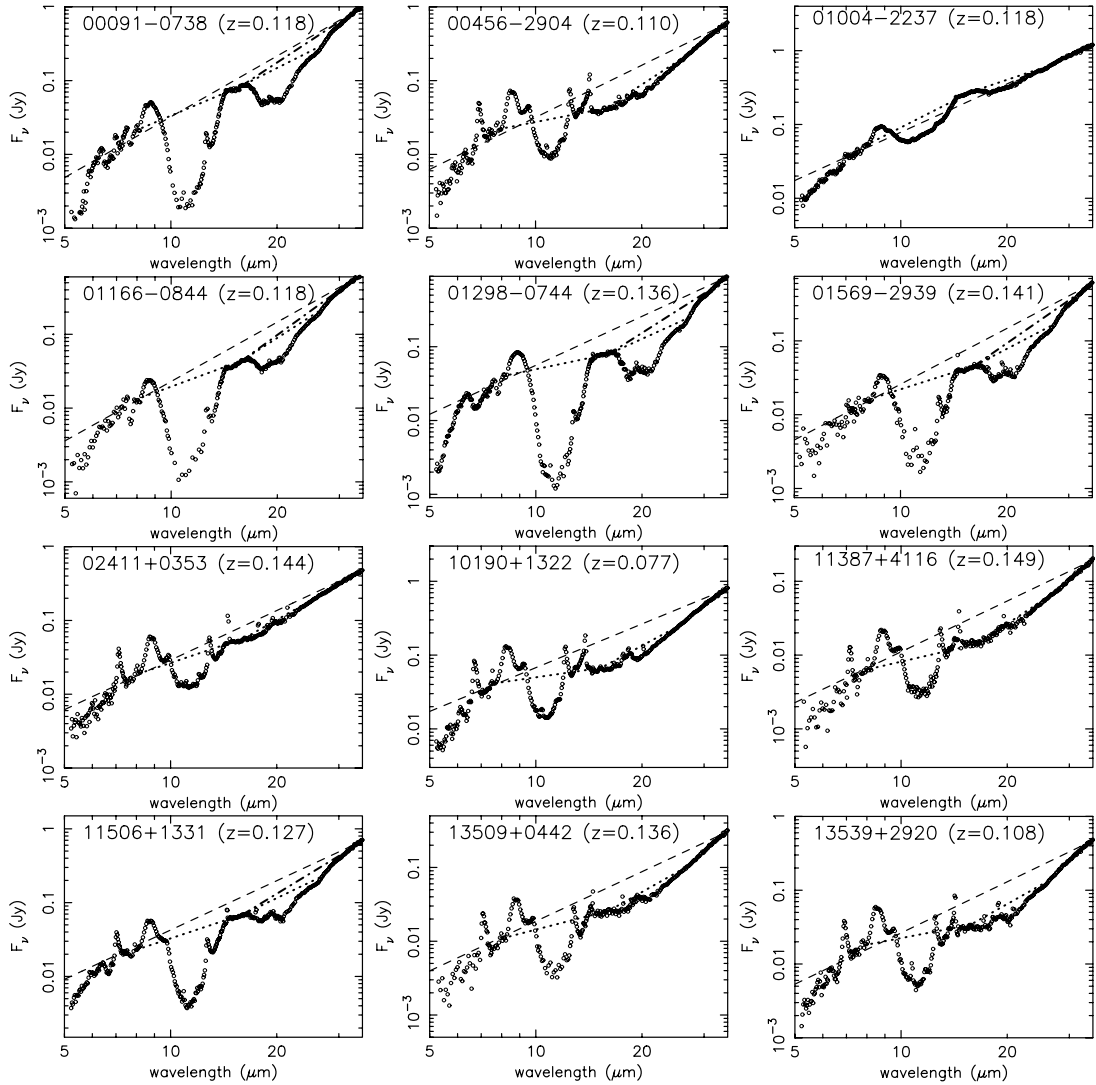 00091−0738 (z=0.118)
F_ν (Jy)
1
0.1
0.01
10⁻³
5
10
20
wavelength (μm)
00456−2904 (z=0.110)
F_ν (Jy)
1
0.1
0.01
10⁻³
5
10
20
wavelength (μm)
01004−2237 (z=0.118)
F_ν (Jy)
1
0.1
0.01
5
10
20
wavelength (μm)
01166−0844 (z=0.118)
F_ν (Jy)
0.1
0.01
10⁻³
5
10
20
wavelength (μm)
01298−0744 (z=0.136)
F_ν (Jy)
0.1
0.01
10⁻³
5
10
20
wavelength (μm)
01569−2939 (z=0.141)
F_ν (Jy)
0.1
0.01
10⁻³
5
10
20
wavelength (μm)
02411+0353 (z=0.144)
F_ν (Jy)
1
0.1
0.01
10⁻³
5
10
20
wavelength (μm)
10190+1322 (z=0.077)
F_ν (Jy)
1
0.1
0.01
5
10
20
wavelength (μm)
11387+4116 (z=0.149)
F_ν (Jy)
0.1
0.01
10⁻³
5
10
20
wavelength (μm)
11506+1331 (z=0.127)
F_ν (Jy)
1
0.1
0.01
5
10
20
wavelength (μm)
13509+0442 (z=0.136)
F_ν (Jy)
0.1
0.01
10⁻³
5
10
20
wavelength (μm)
13539+2920 (z=0.108)
F_ν (Jy)
1
0.1
0.01
10⁻³
5
10
20
wavelength (μm)